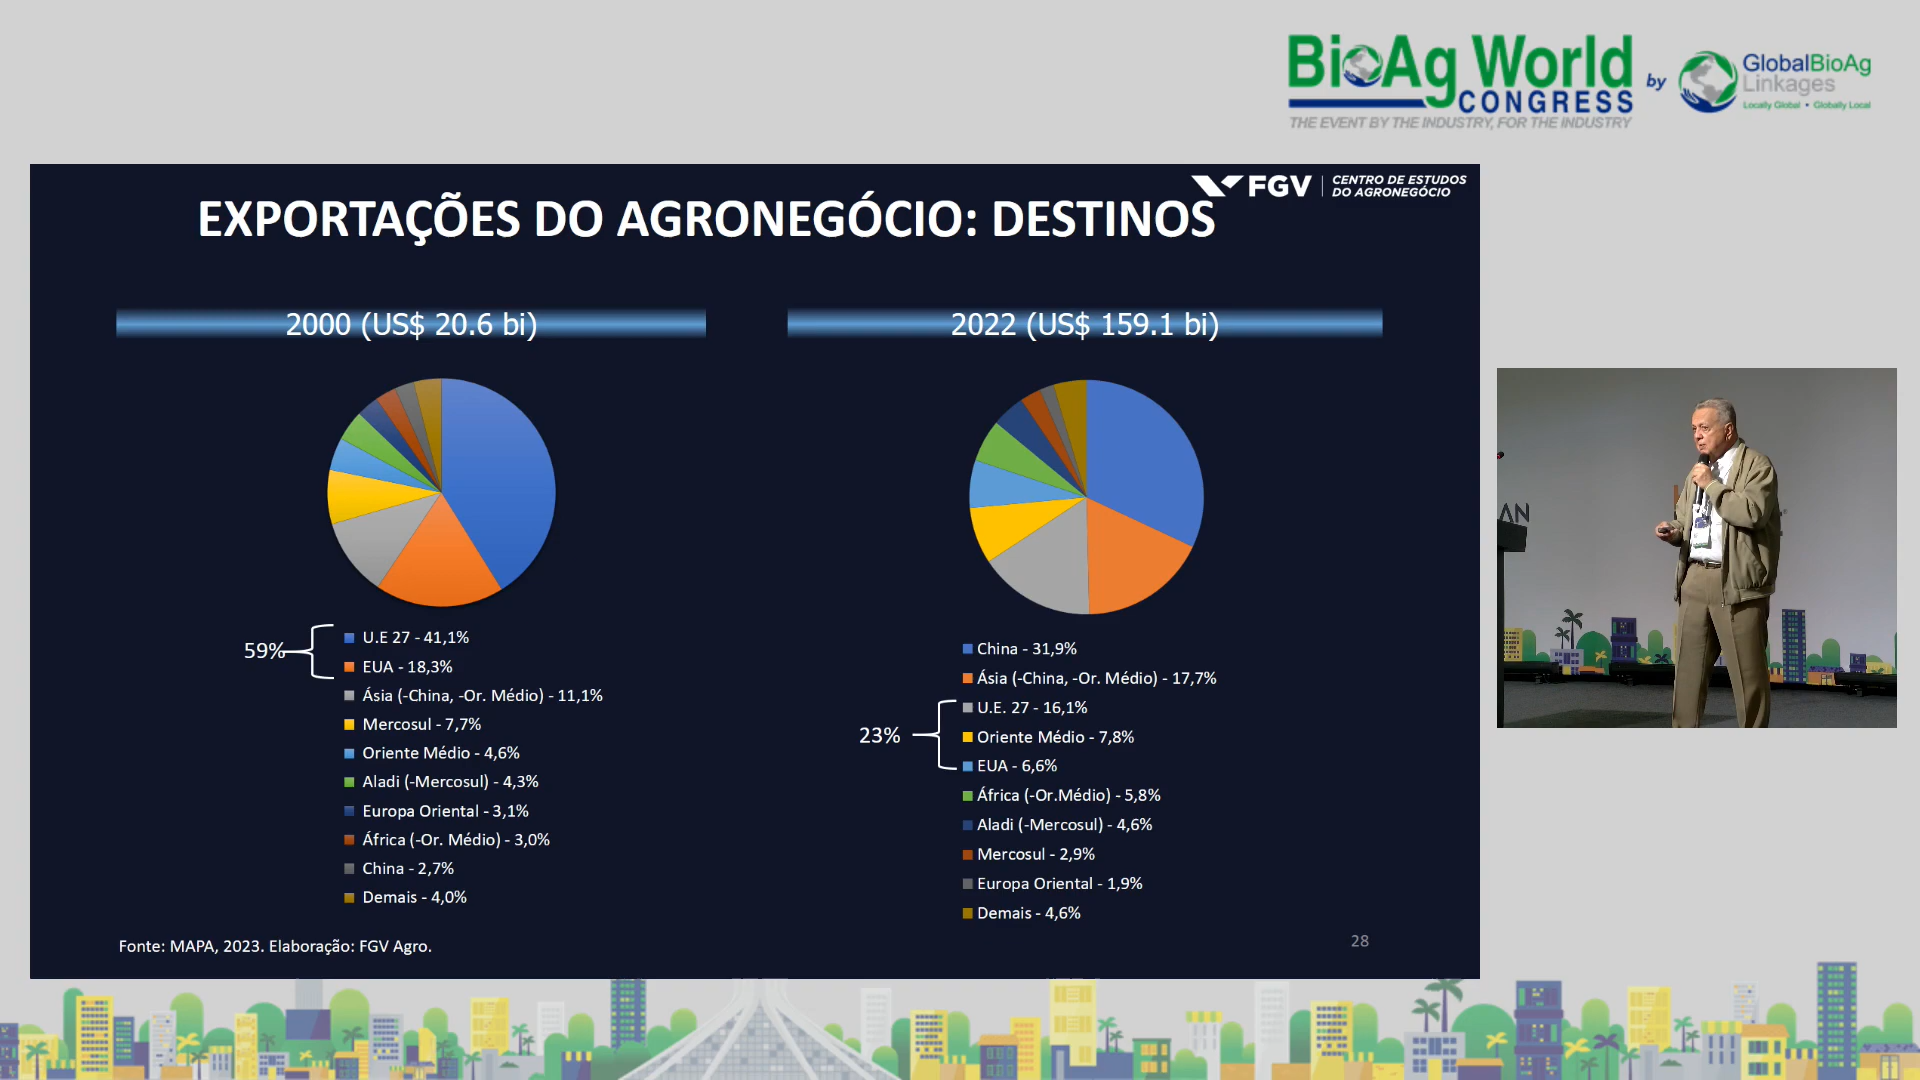 BioAg World
CONGRESS
THE EVENT BY THE INDUSTRY, FOR THE INDUSTRY
by
GlobalBioAg
Linkages
Locally Global • Globally Local
FGV
CENTRO DE ESTUDOS
DO AGRONEGÓCIO
EXPORTAÇÕES DO AGRONEGÓCIO: DESTINOS
2000 (US$ 20.6 bi)
59%
U.E 27 - 41,1%
EUA - 18,3%
Ásia (-China, -Or. Médio) - 11,1%
Mercosul - 7,7%
Oriente Médio - 4,6%
Aladi (-Mercosul) - 4,3%
Europa Oriental - 3,1%
África (-Or. Médio) - 3,0%
China - 2,7%
Demais - 4,0%
2022 (US$ 159.1 bi)
China - 31,9%
Ásia (-China, -Or. Médio) - 17,7%
23%
U.E. 27 - 16,1%
Oriente Médio - 7,8%
EUA - 6,6%
África (-Or.Médio) - 5,8%
Aladi (-Mercosul) - 4,6%
Mercosul - 2,9%
Europa Oriental - 1,9%
Demais - 4,6%
Fonte: MAPA, 2023. Elaboração: FGV Agro.
28
AN